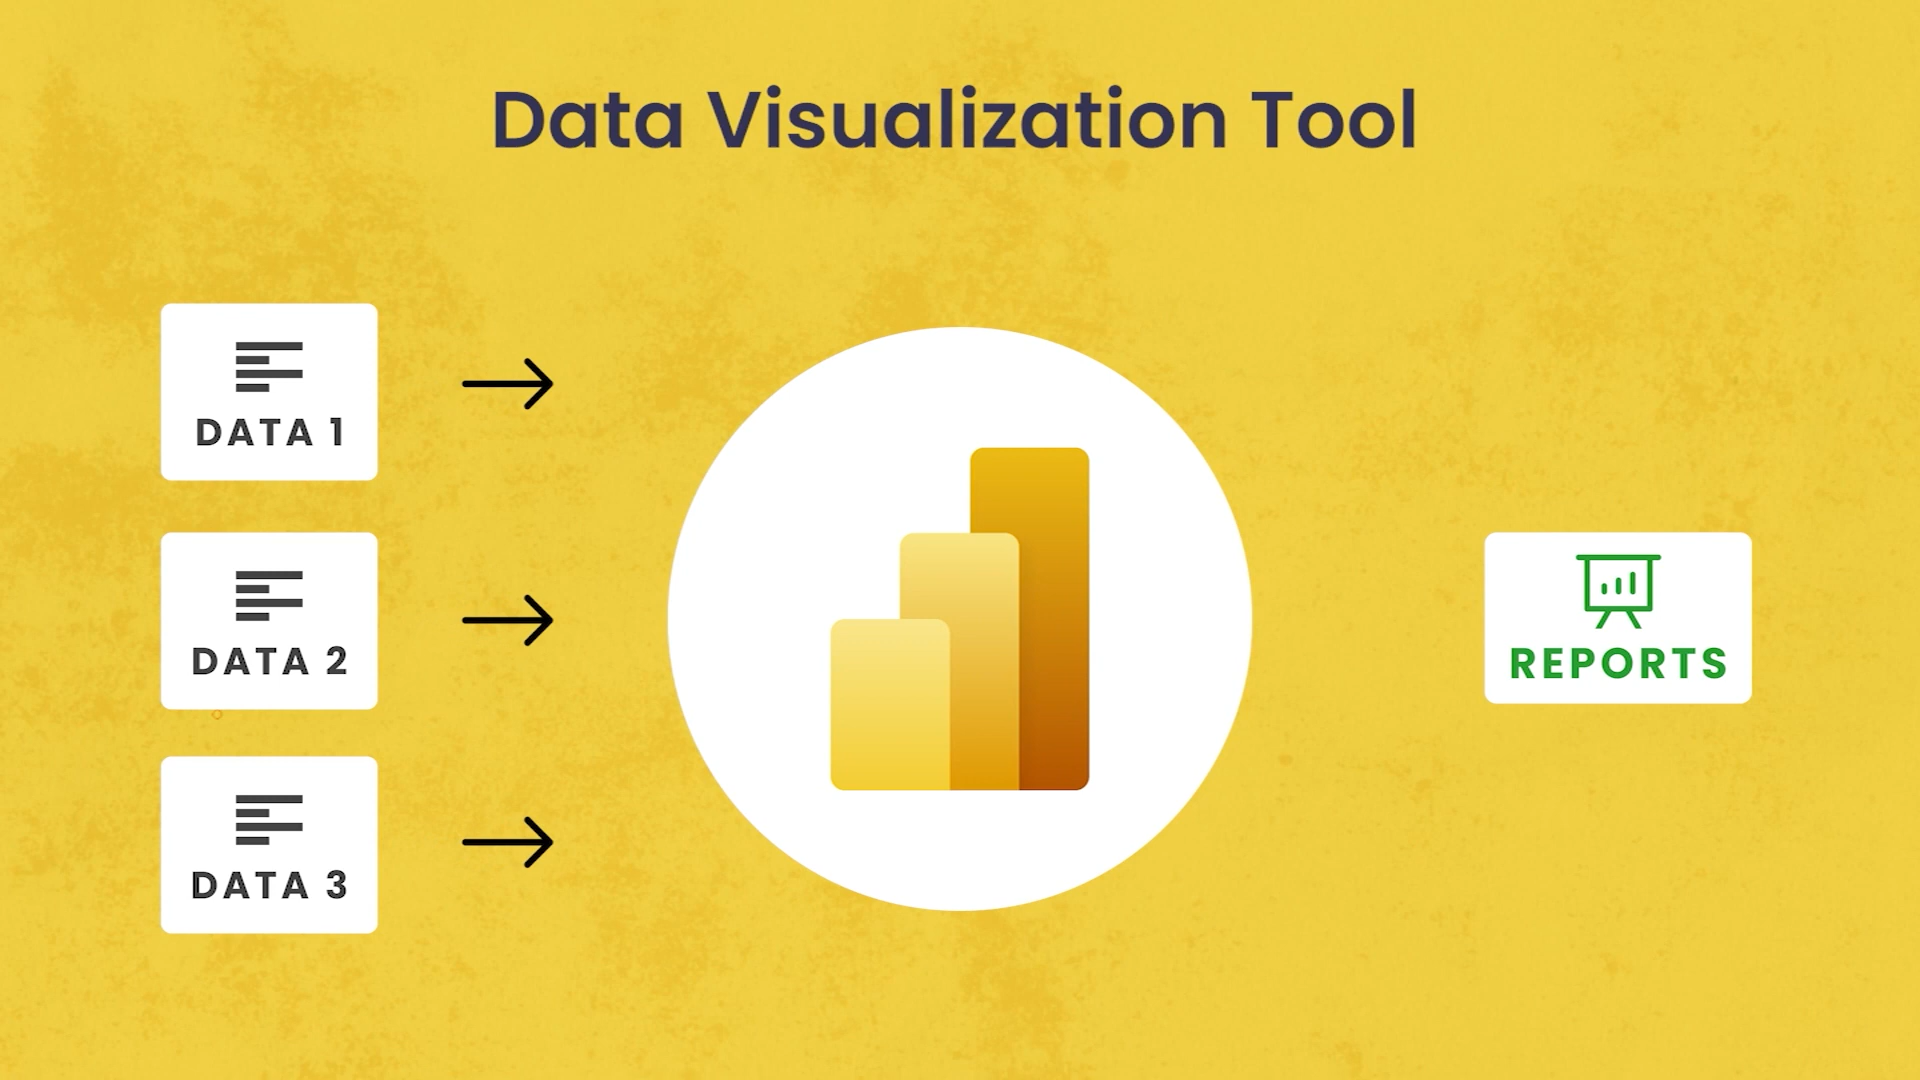 Data Visualization Tool
DATA 1
DATA 2
DATA 3
REPORTS